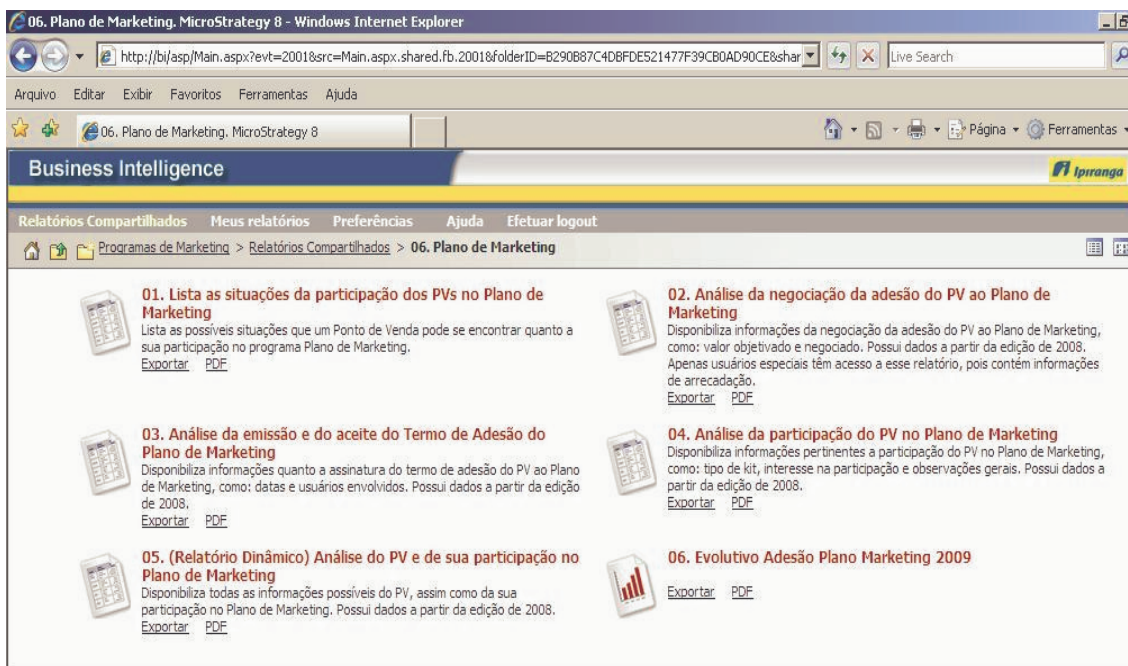 06. Plano de Marketing. MicroStrategy 8 - Windows Internet Explorer
http://bi/asp/Main.aspx?evt=2001&src=Main.aspx.shared.fb.2001&folderID=B290B87C4DBFDE521477F39CB0AD90CE&shar
Live Search
Arquivo Editar Exibir Favoritos Ferramentas Ajuda
06. Plano de Marketing. MicroStrategy 8
Página Ferramentas
Business Intelligence
Ipiranga
Relatórios Compartilhados Meus relatórios Preferências Ajuda Efetuar logout
Programas de Marketing > Relatórios Compartilhados > 06. Plano de Marketing
01. Lista as situações da participação dos PVs no Plano de
Marketing
Lista as possíveis situações que um Ponto de Venda pode se encontrar quanto a
sua participação no programa Plano de Marketing.
Exportar PDF
02. Análise da negociação da adesão do PV ao Plano de
Marketing
Disponibiliza informações da negociação da adesão do PV ao Plano de Marketing,
como: valor objetivado e negociado. Possui dados a partir da edição de 2008.
Apenas usuários especiais têm acesso a esse relatório, pois contém informações
de arrecadação.
Exportar PDF
03. Análise da emissão e do aceite do Termo de Adesão do
Plano de Marketing
Disponibiliza informações quanto a assinatura do termo de adesão do PV ao Plano
de Marketing, como: datas e usuários envolvidos. Possui dados a partir da edição
de 2008.
Exportar PDF
04. Análise da participação do PV no Plano de Marketing
Disponibiliza informações pertinentes a participação do PV no Plano de Marketing,
como: tipo de kit, interesse na participação e observações gerais. Possui dados a
partir da edição de 2008.
Exportar PDF
05. (Relatório Dinâmico) Análise do PV e de sua participação no
Plano de Marketing
Disponibiliza todas as informações possíveis do PV, assim como da sua
participação no Plano de Marketing. Possui dados a partir da edição de 2008.
Exportar PDF
06. Evolutivo Adesão Plano Marketing 2009
Exportar PDF